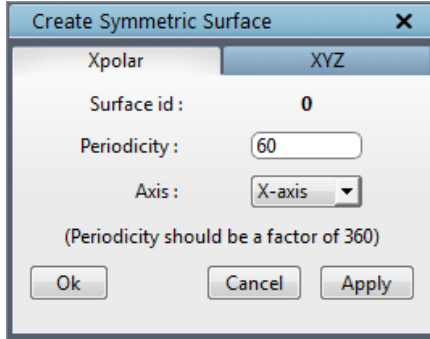 Create Symmetric Surface
Xpolar XYZ
Surface id : 0
Periodicity : 60
Axis : X-axis
(Periodicity should be a factor of 360)
Ok Cancel Apply